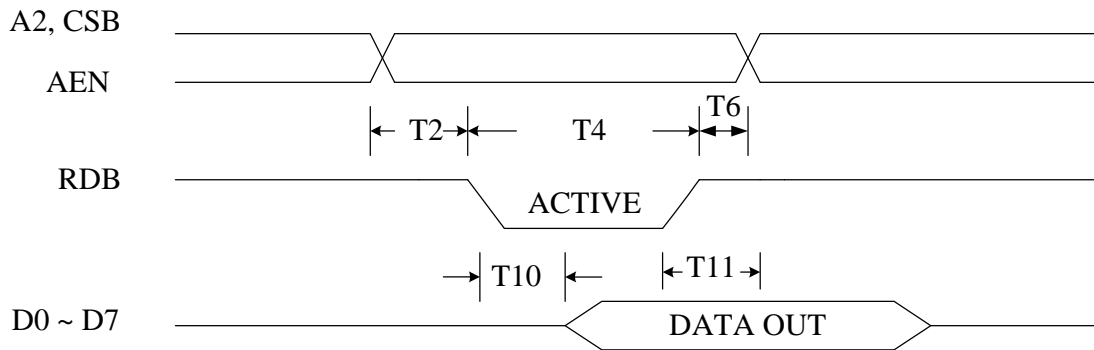 A2, CSB
AEN
T6
T2
T4
RDB
ACTIVE
T10
T11
D0 ~ D7
DATA OUT